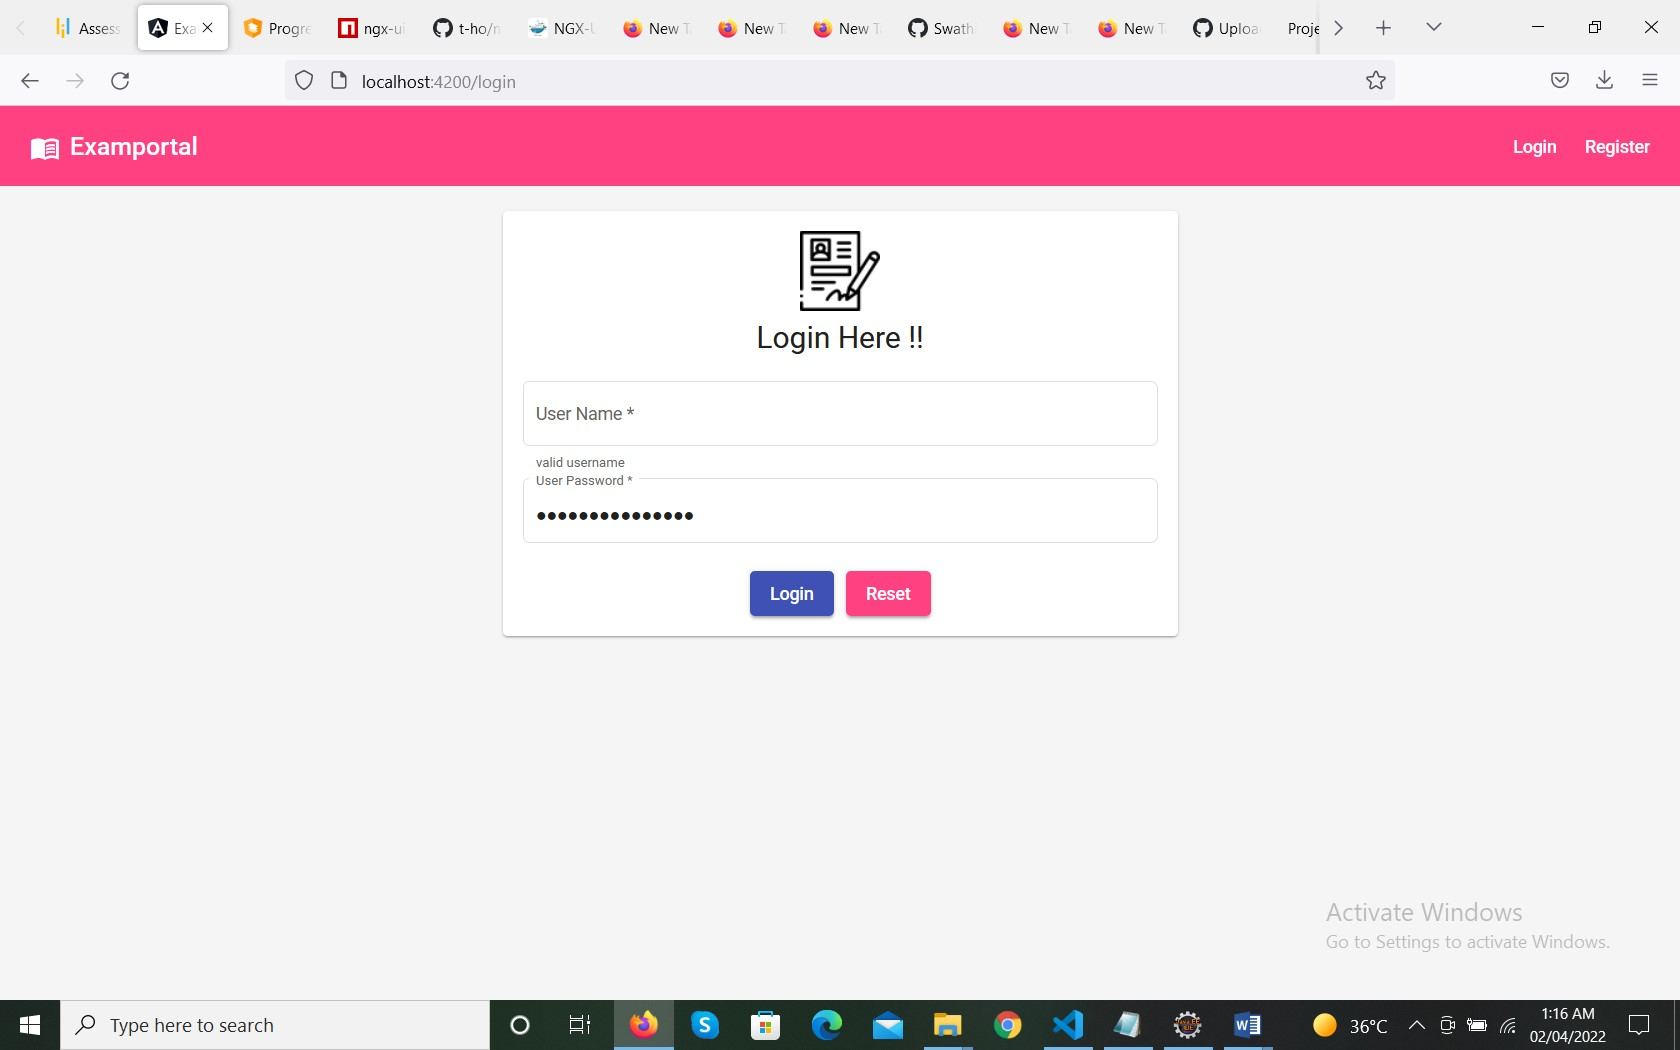 Assess
Exa
Progre
ngx-ui
t-ho/n
NGX-U
New T
New T
New T
Swath
New T
New T
Uploa
Proje
localhost:4200/login
Examportal
Login
Register
Login Here !!
User Name *
valid username
User Password *
●●●●●●●●●●●●●●●
Login
Reset
Activate Windows
Go to Settings to activate Windows.
Type here to search
36°C
1:16 AM
02/04/2022